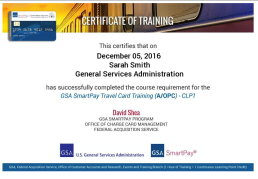 CERTIFICATE OF TRAINING
This certifies that on
December 05, 2016
Sarah Smith
General Services Administration
has successfully completed the course requirement for the
GSA SmartPay Travel Card Training (A/OPC) - CLP1
David Shea
GSA SMARTPAY PROGRAM
OFFICE OF CHARGE CARD MANAGEMENT
FEDERAL ACQUISITION SERVICE
GSA U.S. General Services Administration
GSA SmartPay®